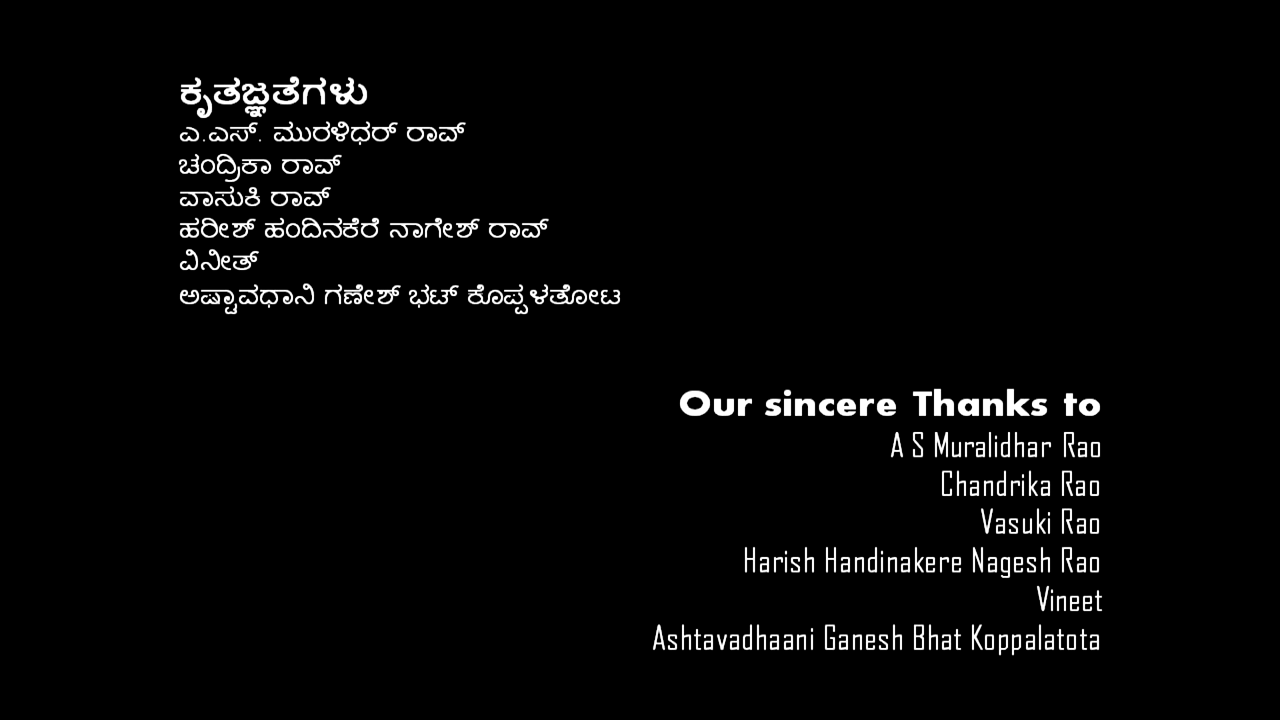 ಕೃತಜ್ಞತೆಗಳು
ಎ.ಎಸ್. ಮುರಳಿಧರ್ ರಾವ್
ಚಂದ್ರಿಕಾ ರಾವ್
ವಾಸುಕಿ ರಾವ್
ಹರೀಶ್ ಹಂದಿನಕೆರೆ ನಾಗೇಶ್ ರಾವ್
ವಿನೀತ್
ಅಷ್ಟಾವಧಾನಿ ಗಣೇಶ್ ಭಟ್ ಕೊಪ್ಪಳತೋಟ
Our sincere Thanks to
A S Muralidhar Rao
Chandrika Rao
Vasuki Rao
Harish Handinakere Nagesh Rao
Vineet
Ashtavadhaani Ganesh Bhat Koppalatota